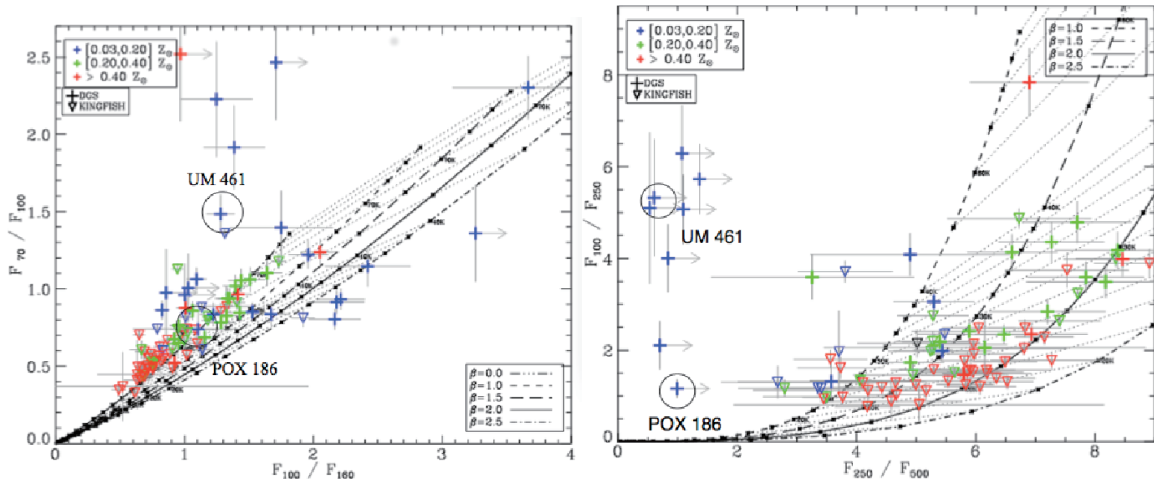 [0.03,0.20] Z⊙
[0.20,0.40] Z⊙
> 0.40 Z⊙
DGS
KINGFISH
UM 461
POX 186
β=0.0
β=1.0
β=1.5
β=2.0
β=2.5
F70 / F100
2.5
2.0
1.5
1.0
0.5
0.0
0 1 2 3 4
F100 / F160
[0.03,0.20] Z⊙
[0.20,0.40] Z⊙
> 0.40 Z⊙
DGS
KINGFISH
β=1.0
β=1.5
β=2.0
β=2.5
UM 461
POX 186
F100 / F250
8
6
4
2
0
0 2 4 6 8
F250 / F500